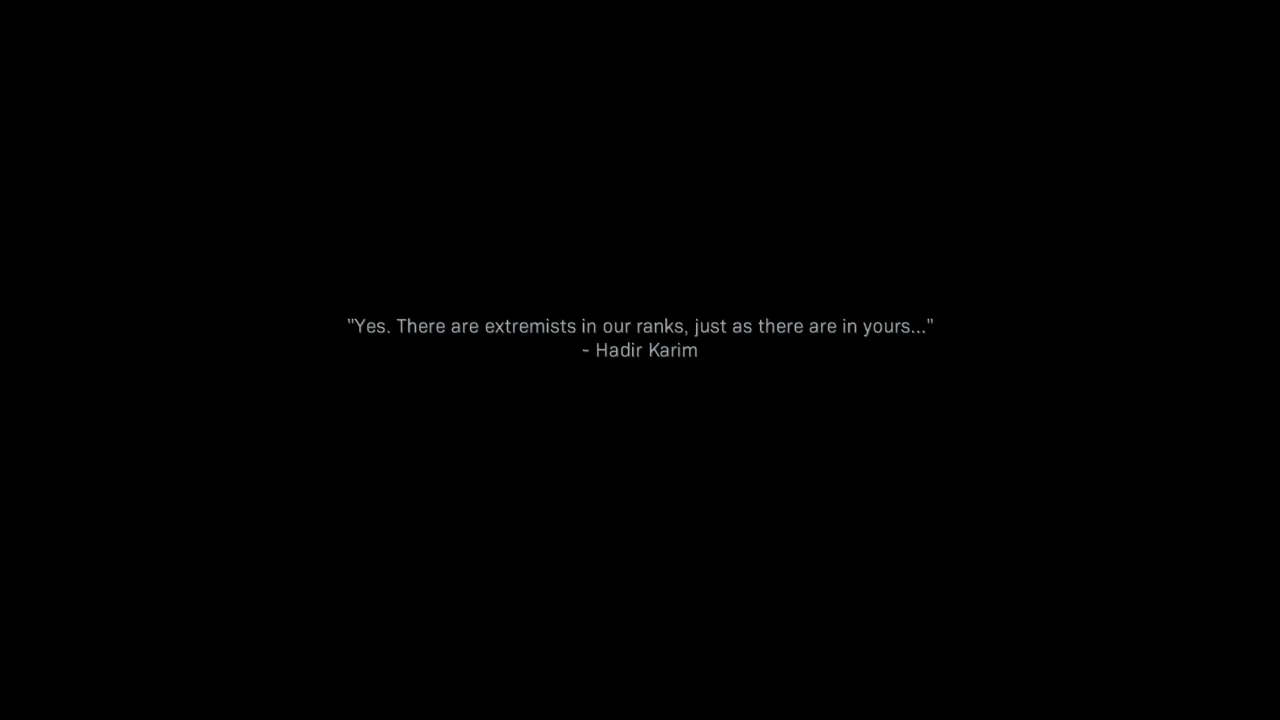 "Yes. There are extremists in our ranks, just as there are in yours..."
- Hadir Karim